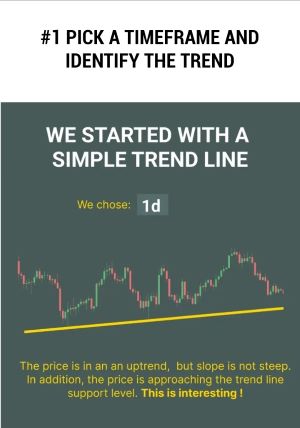 #1 PICK A TIMEFRAME AND
IDENTIFY THE TREND
WE STARTED WITH A
SIMPLE TREND LINE
We chose: 1d
The price is in an an uptrend, but slope is not steep.
In addition, the price is approaching the trend line
support level. This is interesting !